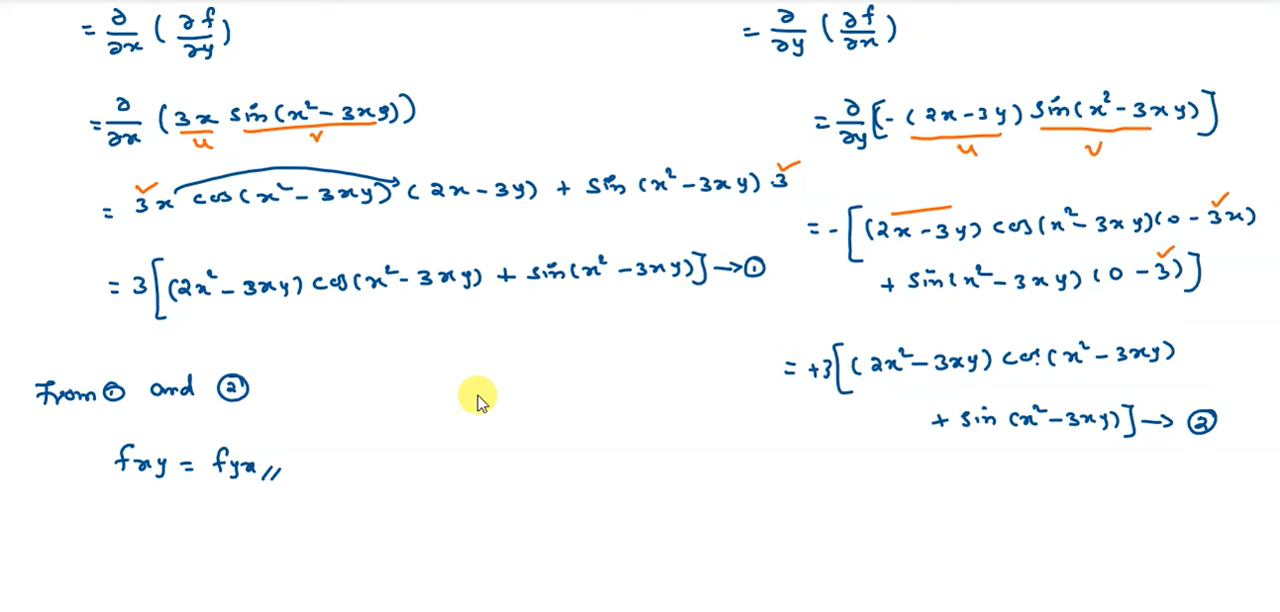 = ∂/∂x (∂f/∂y)
= ∂/∂x (3x sin(x² − 3xy))
u v
= 3x cos(x² − 3xy) (2x − 3y) + sin(x² − 3xy) 3
= 3[(2x² − 3xy) cos(x² − 3xy) + sin(x² − 3xy)] → ①
From ① and ②
fxy = fyx //
= ∂/∂y (∂f/∂x)
= ∂/∂y [−(2x − 3y) sin(x² − 3xy)]
u v
= −[(2x − 3y) cos(x² − 3xy)(0 − 3x)
+ sin(x² − 3xy) (0 − 3)]
= +3[(2x² − 3xy) cos(x² − 3xy)
+ sin(x² − 3xy)] → ②